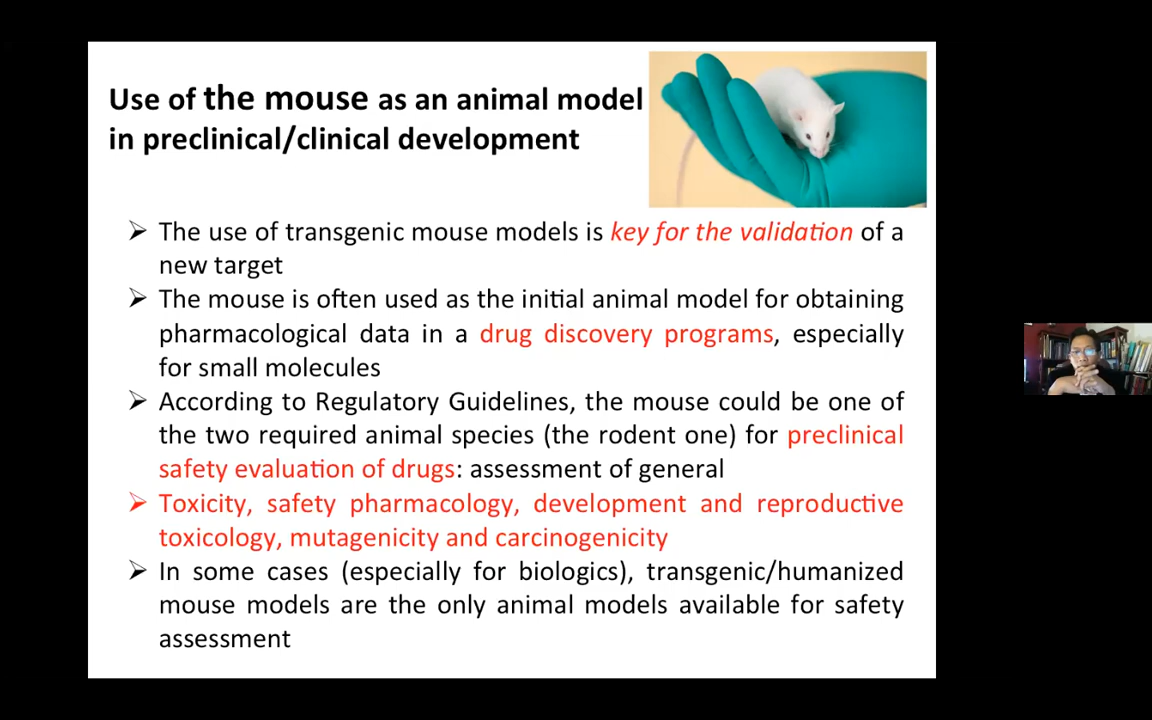 Use of the mouse as an animal model
in preclinical/clinical development
➢ The use of transgenic mouse models is key for the validation of a
new target
➢ The mouse is often used as the initial animal model for obtaining
pharmacological data in a drug discovery programs, especially
for small molecules
➢ According to Regulatory Guidelines, the mouse could be one of
the two required animal species (the rodent one) for preclinical
safety evaluation of drugs: assessment of general
➢ Toxicity, safety pharmacology, development and reproductive
toxicology, mutagenicity and carcinogenicity
➢ In some cases (especially for biologics), transgenic/humanized
mouse models are the only animal models available for safety
assessment